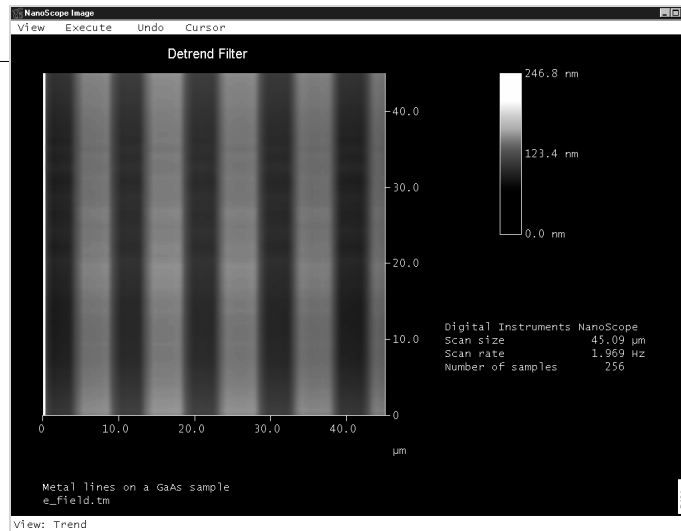 NanoScope Image
View Execute Undo Cursor
Detrend Filter
246.8 nm
123.4 nm
0.0 nm
40.0
30.0
20.0
10.0
0
0 10.0 20.0 30.0 40.0
µm
Digital Instruments NanoScope
Scan size 45.09 µm
Scan rate 1.969 Hz
Number of samples 256
Metal lines on a GaAs sample
e_field.tm
View: Trend